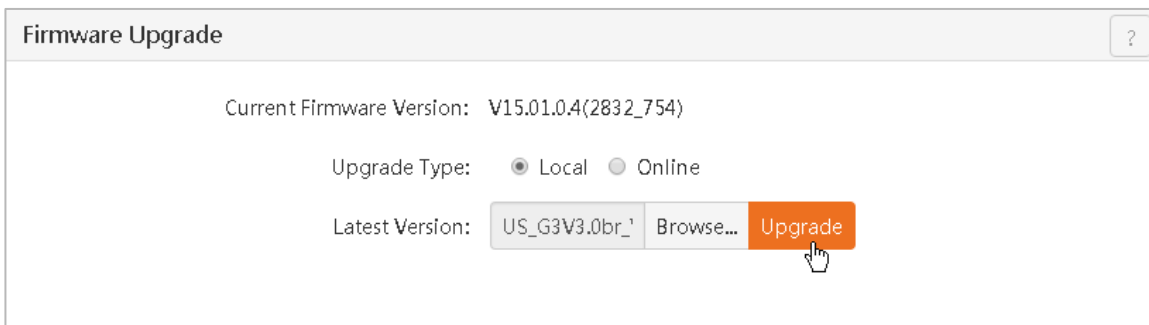 Firmware Upgrade ?
Current Firmware Version: V15.01.0.4(2832_754)
Upgrade Type: Local Online
Latest Version: US_G3V3.0br_ Browse... Upgrade